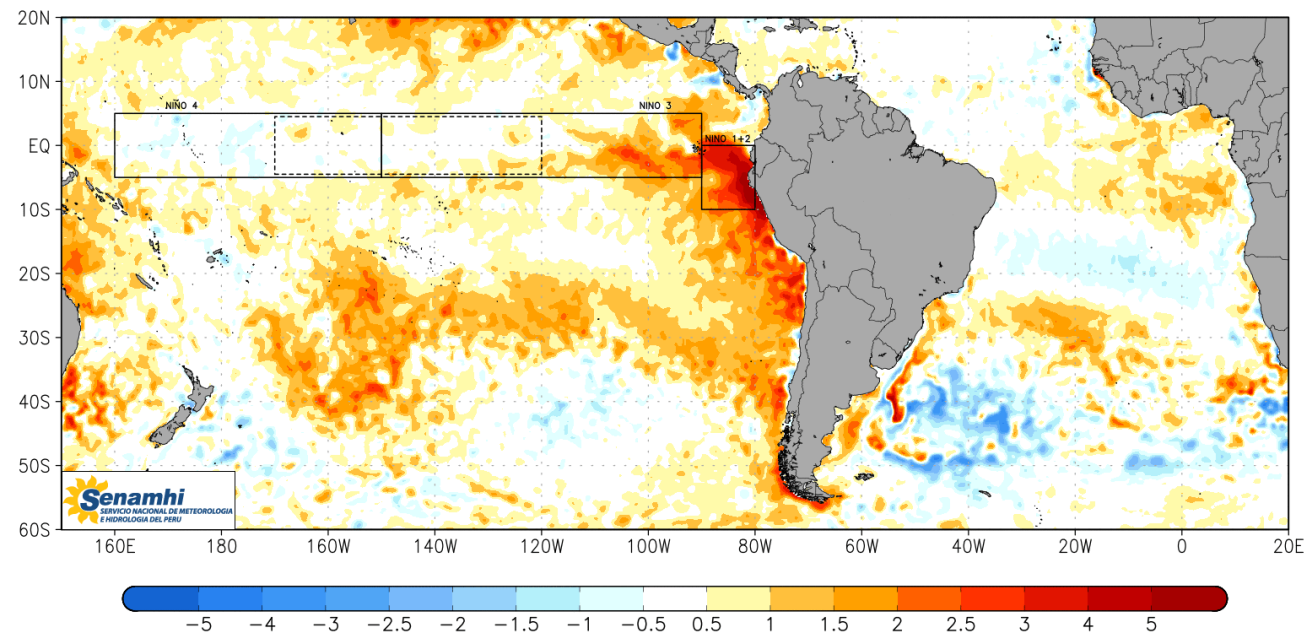 20N
10N
EQ
10S
20S
30S
40S
50S
60S
NIÑO 4
NINO 3
NINO 1+2
Senamhi
SERVICIO NACIONAL DE METEOROLOGIA
E HIDROLOGIA DEL PERU
160E 180 160W 140W 120W 100W 80W 60W 40W 20W 0 20E
-5 -4 -3 -2.5 -2 -1.5 -1 -0.5 0.5 1 1.5 2 2.5 3 4 5